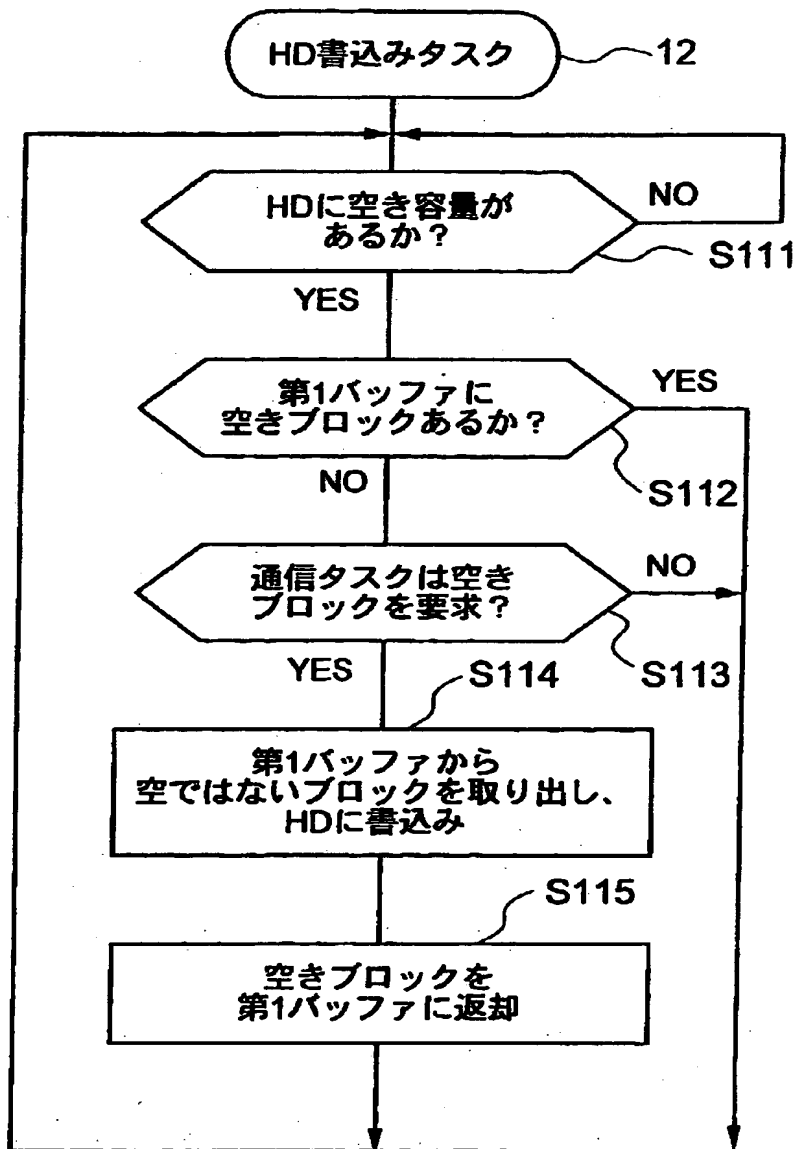 HD書込みタスク
12
HDに空き容量が
あるか?
NO
S111
YES
第1バッファに
空きブロックあるか?
YES
S112
NO
通信タスクは空き
ブロックを要求?
NO
S113
YES
S114
第1バッファから
空ではないブロックを取り出し、
HDに書込み
S115
空きブロックを
第1バッファに返却